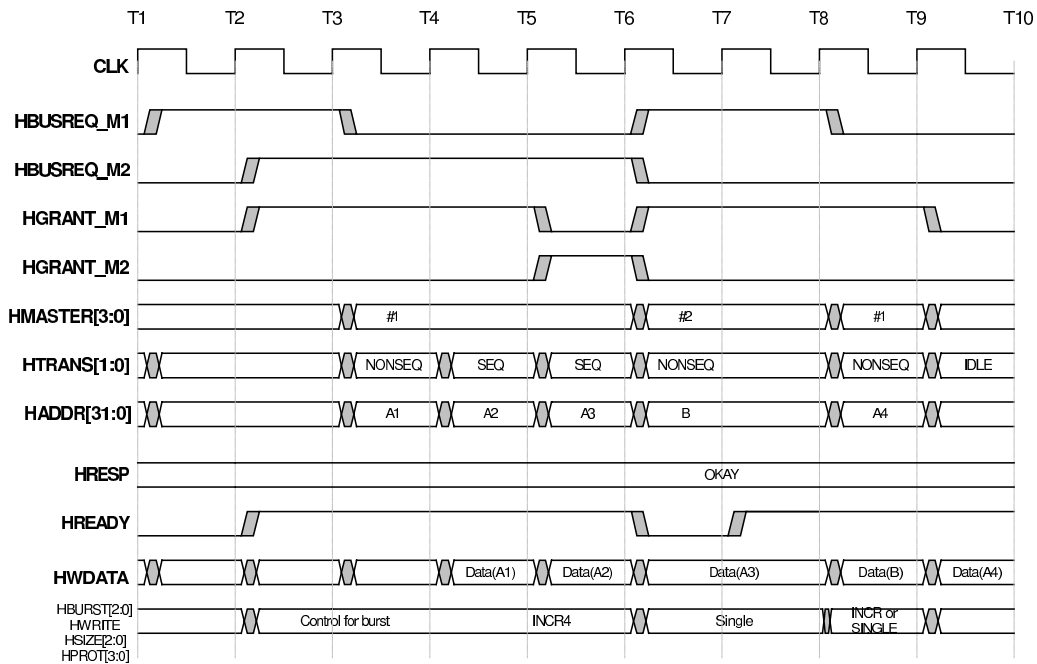 T1 T2 T3 T4 T5 T6 T7 T8 T9 T10
CLK
HBUSREQ_M1
HBUSREQ_M2
HGRANT_M1
HGRANT_M2
HMASTER[3:0] #1 #2 #1
HTRANS[1:0] NONSEQ SEQ SEQ NONSEQ NONSEQ IDLE
HADDR[31:0] A1 A2 A3 B A4
HRESP OKAY
HREADY
HWDATA Data(A1) Data(A2) Data(A3) Data(B) Data(A4)
HBURST[2:0] INCR or
HWRITE Control for burst INCR4 Single SINGLE
HSIZE[2:0]
HPROT[3:0]